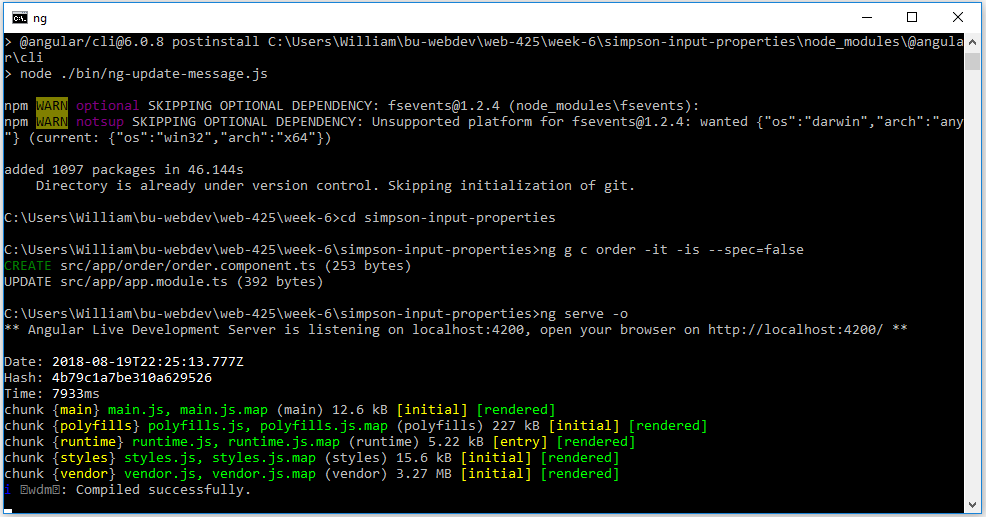 ng
> @angular/cli@6.0.8 postinstall C:\Users\William\bu-webdev\web-425\week-6\simpson-input-properties\node_modules\@angula
r\cli
> node ./bin/ng-update-message.js
npm WARN optional SKIPPING OPTIONAL DEPENDENCY: fsevents@1.2.4 (node_modules\fsevents):
npm WARN notsup SKIPPING OPTIONAL DEPENDENCY: Unsupported platform for fsevents@1.2.4: wanted {"os":"darwin","arch":"any
"} (current: {"os":"win32","arch":"x64"})
added 1097 packages in 46.144s
Directory is already under version control. Skipping initialization of git.
C:\Users\William\bu-webdev\web-425\week-6>cd simpson-input-properties
C:\Users\William\bu-webdev\web-425\week-6\simpson-input-properties>ng g c order -it -is --spec=false
CREATE src/app/order/order.component.ts (253 bytes)
UPDATE src/app/app.module.ts (392 bytes)
C:\Users\William\bu-webdev\web-425\week-6\simpson-input-properties>ng serve -o
** Angular Live Development Server is listening on localhost:4200, open your browser on http://localhost:4200/ **
Date: 2018-08-19T22:25:13.777Z
Hash: 4b79c1a7be310a629526
Time: 7933ms
chunk {main} main.js, main.js.map (main) 12.6 kB [initial] [rendered]
chunk {polyfills} polyfills.js, polyfills.js.map (polyfills) 227 kB [initial] [rendered]
chunk {runtime} runtime.js, runtime.js.map (runtime) 5.22 kB [entry] [rendered]
chunk {styles} styles.js, styles.js.map (styles) 15.6 kB [initial] [rendered]
chunk {vendor} vendor.js, vendor.js.map (vendor) 3.27 MB [initial] [rendered]
i wdm: Compiled successfully.